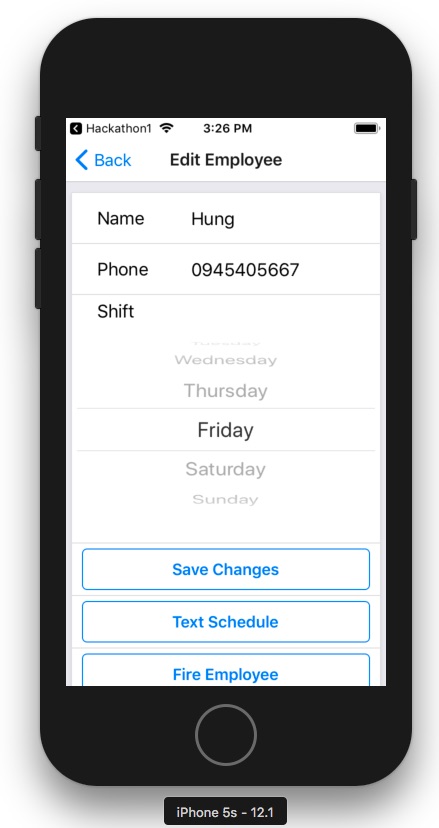 Hackathon1 3:26 PM
Back Edit Employee
Name Hung
Phone 0945405667
Shift
Tuesday
Wednesday
Thursday
Friday
Saturday
Sunday
Save Changes
Text Schedule
Fire Employee
iPhone 5s - 12.1